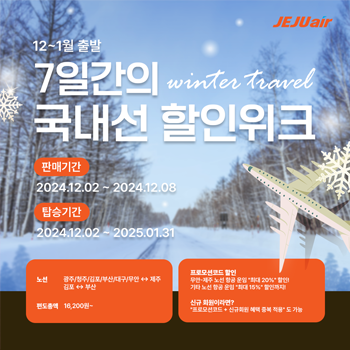 JEJUair
12~1월 출발
7일간의 winter travel
국내선 할인위크
판매기간
2024.12.02 ~ 2024.12.08
탑승기간
2024.12.02 ~ 2025.01.31
노선 광주/청주/김포/부산/대구/무안 ↔ 제주
김포 ↔ 부산
편도총액 16,200원~
프로모션코드 할인
무안-제주 노선 항공 운임 "최대 20%" 할인!
기타 노선 항공 운임 "최대 15%" 할인까지!
신규 회원이라면?
"프로모션코드 + 신규회원 혜택 중복 적용" 도 가능